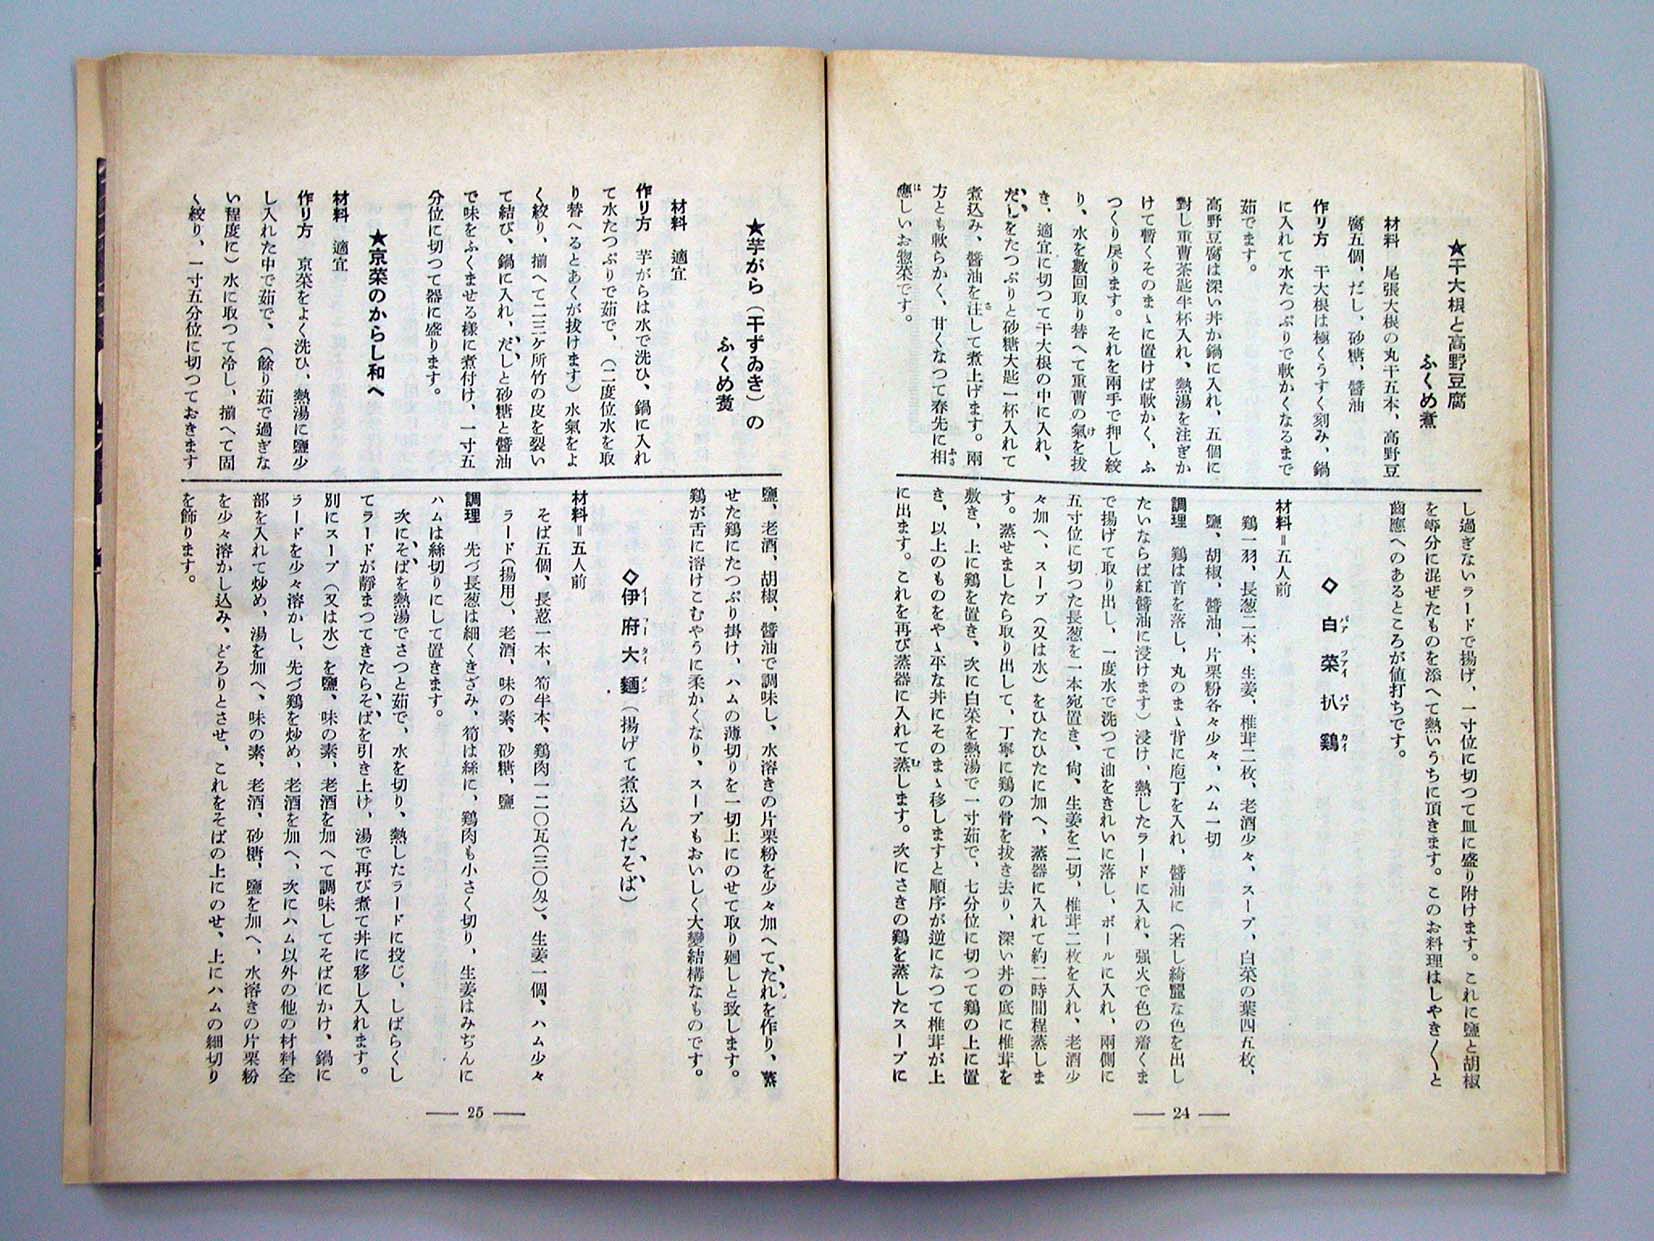 ★干大根と高野豆腐
ふくめ煮
材料　尾張大根の丸干五本、高野豆
腐五個、だし、砂糖、醬油
作り方　干大根は極くうすく刻み、鍋
に入れて水たつぷりで軟かくなるまで
茹でます。
高野豆腐は深い丼か鍋に入れ、五個に
對し重曹茶匙半杯入れ、熱湯を注ぎか
けて暫くそのまゝに置けば軟かく、ふ
つくり戻ります。それを兩手で押し絞
り、水を數回取り替へて重曹の氣を拔
き、適宜に切つて干大根の中に入れ、
だしをたつぷりと砂糖大匙一杯入れて
煮込み、醬油を注して煮上げます。兩
方とも軟らかく、甘くなつて春先に相
應しいお惣菜です。
し過ぎないラードで揚げ、一寸位に切つて皿に盛り附けます。これに鹽と胡椒
を等分に混ぜたものを添へて熱いうちに頂きます。このお料理はしやき〱と
齒應へのあるところが値打ちです。
◇白菜扒鷄
パアツアイパアカイ
材料＝五人前
鷄一羽、長葱二本、生姜、椎茸二枚、老酒少々、スープ、白菜の葉四五枚、
鹽、胡椒、醬油、片栗粉各々少々、ハム一切
調理　鷄は首を落し、丸のまゝ背に庖丁を入れ、醬油に（若し綺麗な色を出し
たいならば紅醬油に浸けます）浸け、熱したラードに入れ、强火で色の着くま
で揚げて取り出し、一度水で洗つて油をきれいに落し、ボールに入れ、兩側に
五寸位に切つた長葱を一本宛置き、尙、生姜を二切、椎茸二枚を入れ、老酒少
々加へ、スープ（又は水）をひたひたに加へ、蒸器に入れて約二時間程蒸しま
す。蒸せましたら取り出して、丁寧に鷄の骨を拔き去り、深い丼の底に椎茸を
敷き、上に鷄を置き、次に白菜を熱湯で一寸茹で、七分位に切つて鷄の上に置
き、以上のものをやゝ平な丼にそのまゝ移しますと順序が逆になつて椎茸が上
に出ます。これを再び蒸器に入れて蒸します。次にさきの鷄を蒸したスープに
24
★芋がら（干ずゐき）の
ふくめ煮
材料　適宜
作り方　芋がらは水で洗ひ、鍋に入れ
て水たつぷりで茹で、（二度位水を取
り替へるとあくが拔けます）水氣をよ
く絞り、揃へて二三ケ所竹の皮を裂い
て結び、鍋に入れ、だしと砂糖と醬油
で味をふくませる樣に煮付け、一寸五
分位に切つて器に盛ります。
★京菜のからし和へ
材料　適宜
作り方　京菜をよく洗ひ、熱湯に鹽少
し入れた中で茹で、（餘り茹で過ぎな
い程度に）水に取つて冷し、揃へて固
く絞り、一寸五分位に切つておきます
鹽、老酒、胡椒、醬油で調味し、水溶きの片栗粉を少々加へてたれを作り、蒸
せた鷄にたつぷり掛け、ハムの薄切りを一切上にのせて取り廻しと致します。
鷄が舌に溶けこむやうに柔かくなり、スープもおいしく大變結構なものです。
◇伊府大麵（揚げて煮込んだそば）
イーフータイメン
材料＝五人前
そば五個、長葱一本、筍半本、鷄肉一二〇瓦（三〇匁）、生姜一個、ハム少々
ラード（揚用）、老酒、味の素、砂糖、鹽
調理　先づ長葱は細くきざみ、筍は絲に、鷄肉も小さく切り、生姜はみぢんに
ハムは絲切りにして置きます。
次にそばを熱湯でさつと茹で、水を切り、熱したラードに投じ、しばらくし
てラードが靜まつてきたらそばを引き上げ、湯で再び煮て丼に移し入れます。
別にスープ（又は水）を鹽、味の素、老酒を加へて調味してそばにかけ、鍋に
ラードを少々溶かし、先づ鷄を炒め、老酒を加へ、次にハム以外の他の材料全
部を入れて炒め、湯を加へ、味の素、老酒、砂糖、鹽を加へ、水溶きの片栗粉
を少々溶かし込み、どろりとさせ、これをそばの上にのせ、上にハムの細切り
を飾ります。
25